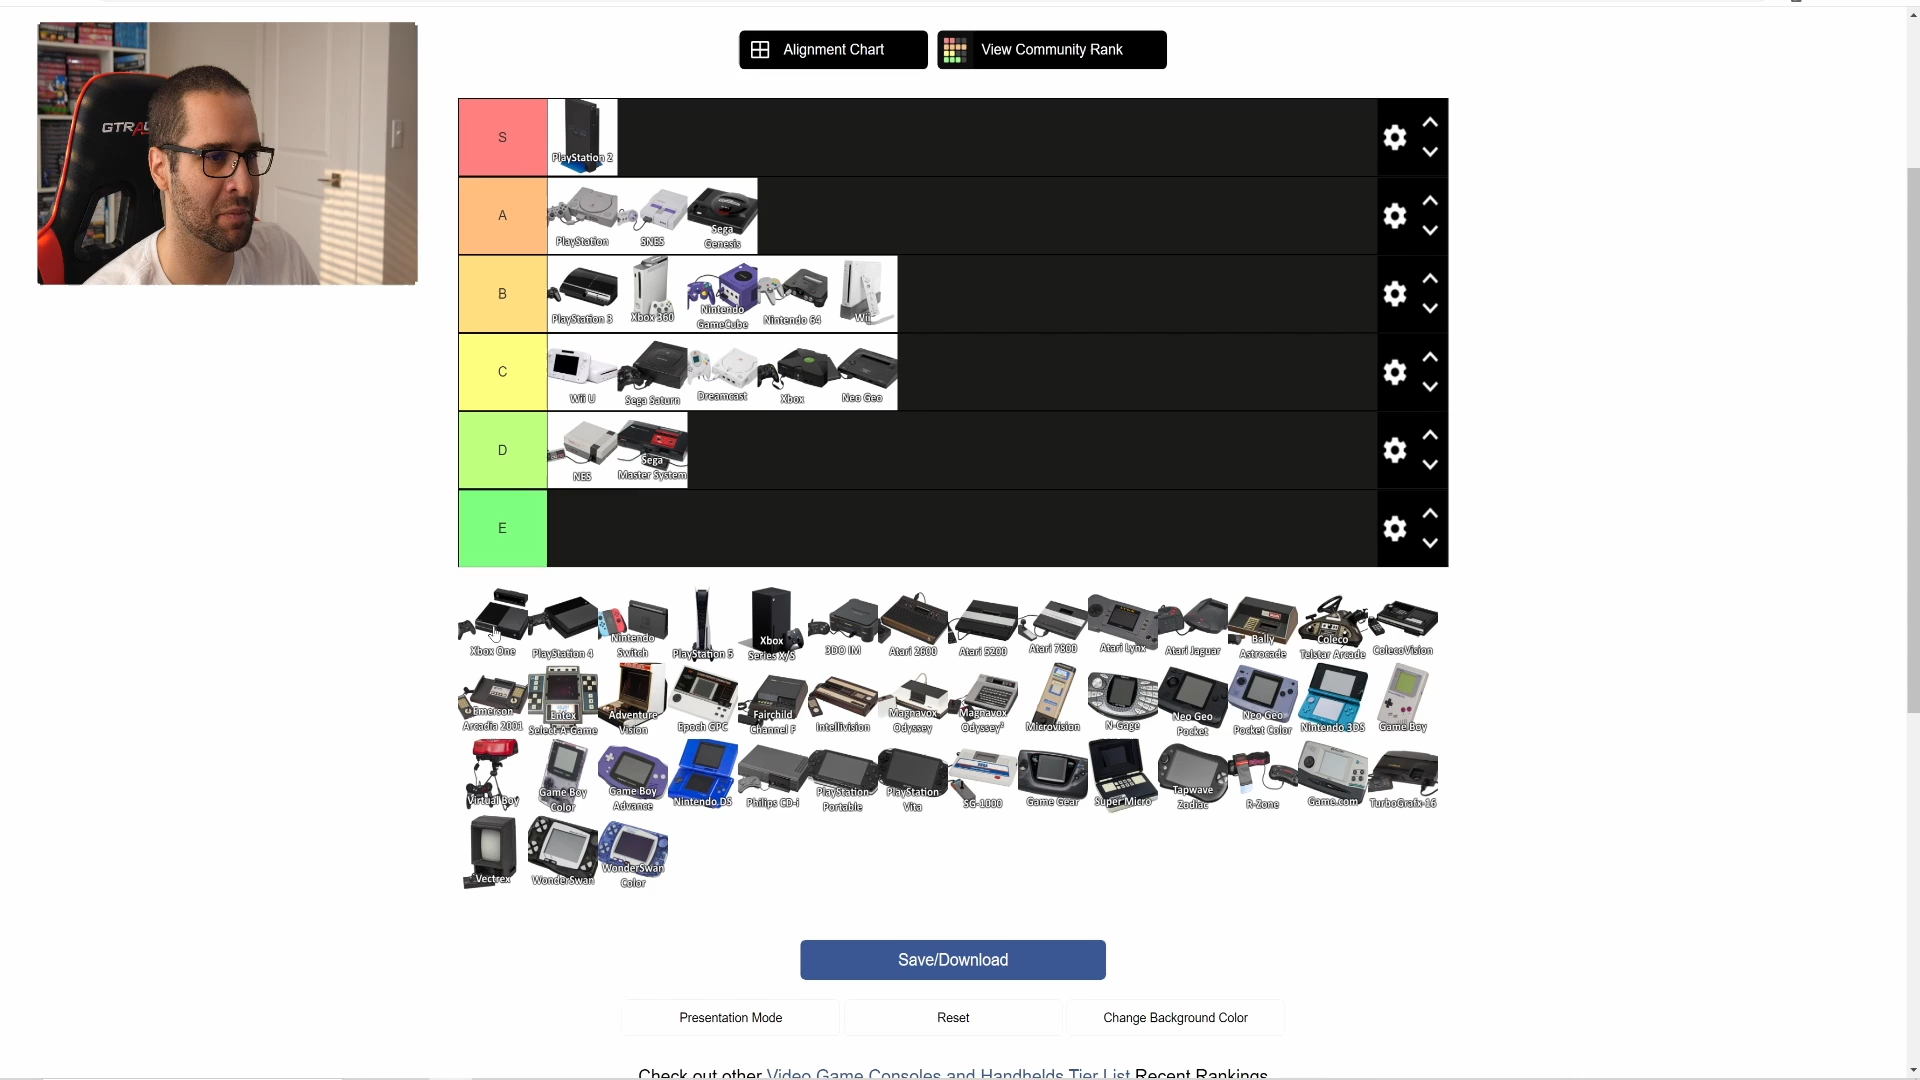 GTRAC
Alignment Chart
View Community Rank
S
PlayStation 2
A
PlayStation
SNES
Sega
Genesis
B
PlayStation 3
Xbox 360
Nintendo
GameCube
Nintendo 64
Wii
C
Wii U
Sega Saturn
Dreamcast
Xbox
Neo Geo
D
NES
Sega
Master System
E
Xbox One
PlayStation 4
Nintendo
Switch
PlayStation 5
Xbox
Series X/S
3DO IM
Atari 2600
Atari 5200
Atari 7800
Atari Lynx
Atari Jaguar
Bally
Astrocade
Coleco
Telstar Arcade
ColecoVision
Emerson
Arcadia 2001
Entex
Select-A-Game
Adventure
Vision
Epoch GPC
Fairchild
Channel F
Intellivision
Magnavox
Odyssey
Magnavox
Odyssey²
Microvision
N-Gage
Neo Geo
Pocket
Neo Geo
Pocket Color
Nintendo 3DS
Game Boy
Virtual Boy
Game Boy
Color
Game Boy
Advance
Nintendo DS
Philips CD-i
PlayStation
Portable
PlayStation
Vita
SG-1000
Game Gear
Super Micro
Tapwave
Zodiac
R-Zone
Game.com
TurboGrafx-16
Vectrex
WonderSwan
WonderSwan
Color
Save/Download
Presentation Mode
Reset
Change Background Color
Check out other Video Game Consoles and Handhelds Tier List Recent Rankings